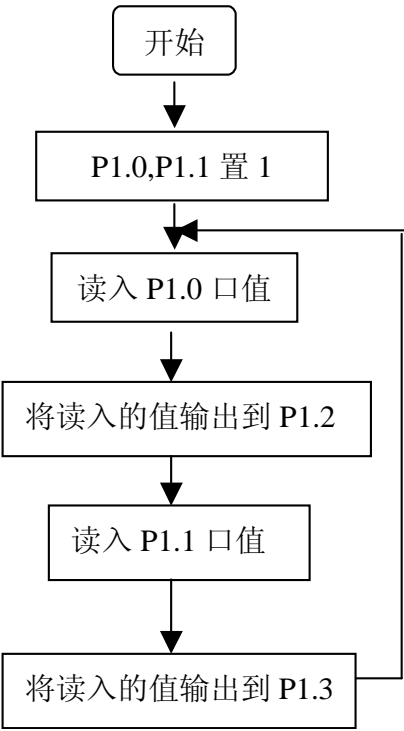 开始
P1.0,P1.1 置 1
读入 P1.0 口值
将读入的值输出到 P1.2
读入 P1.1 口值
将读入的值输出到 P1.3